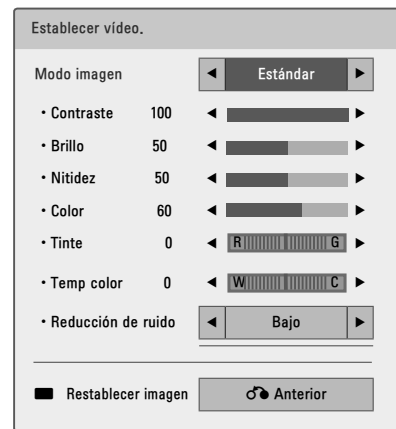 Establecer vídeo.
Modo imagen ◀ Estándar ▶
• Contraste 100 ◀ ▶
• Brillo 50 ◀ ▶
• Nitidez 50 ◀ ▶
• Color 60 ◀ ▶
• Tinte 0 ◀ R G ▶
• Temp color 0 ◀ W C ▶
• Reducción de ruido ◀ Bajo ▶
Restablecer imagen Anterior